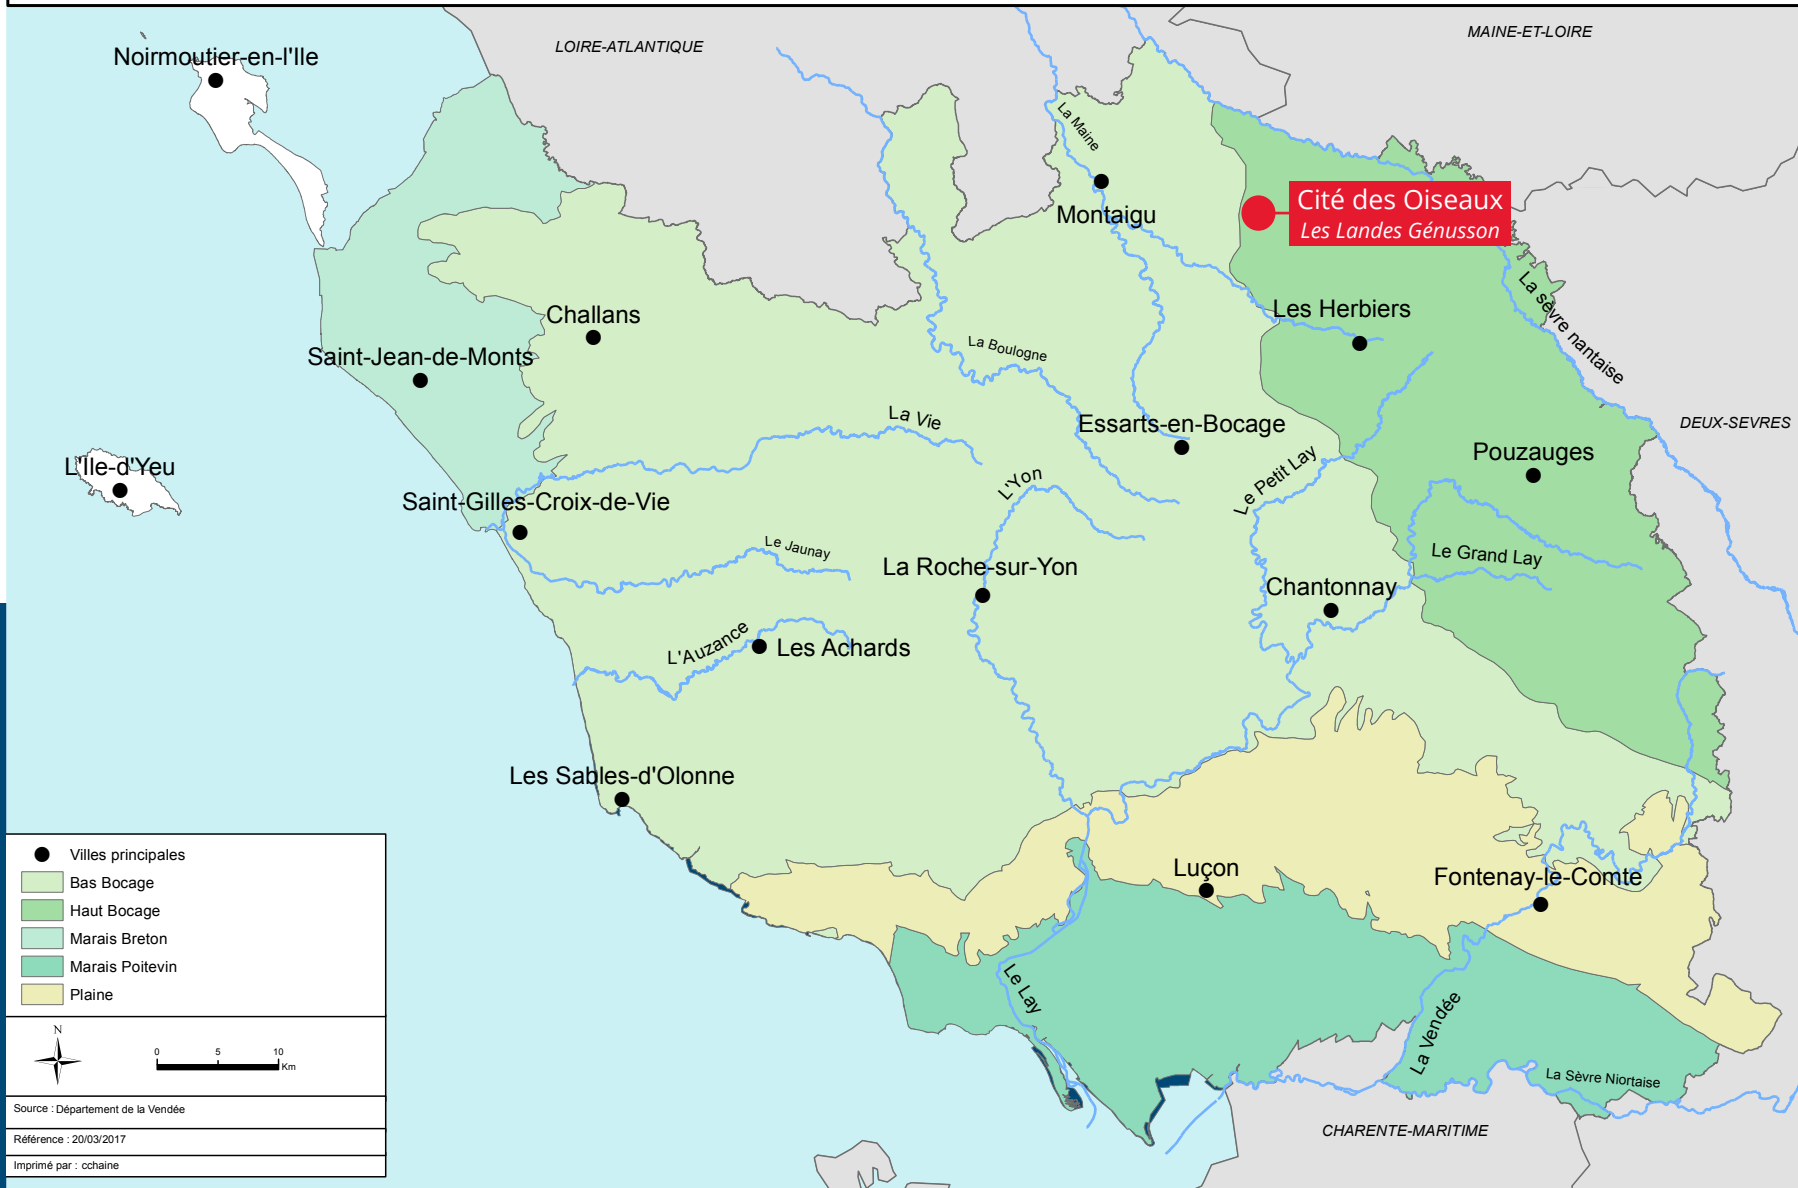 LOIRE-ATLANTIQUE
MAINE-ET-LOIRE
Noirmoutier-en-l'Ile
La Maine
Montaigu
Cité des Oiseaux
Les Landes Génusson
La sèvre nantaise
Challans
Les Herbiers
La Boulogne
Saint-Jean-de-Monts
La Vie
Essarts-en-Bocage
DEUX-SEVRES
L'Ile-d'Yeu
Pouzauges
Le Petit Lay
L'Yon
Saint-Gilles-Croix-de-Vie
Le Jaunay
Le Grand Lay
La Roche-sur-Yon
Chantonnay
L'Auzance
Les Achards
Les Sables-d'Olonne
Luçon
Fontenay-le-Comte
Le Lay
La Vendée
La Sèvre Niortaise
CHARENTE-MARITIME
Villes principales
Bas Bocage
Haut Bocage
Marais Breton
Marais Poitevin
Plaine
N
0 5 10
Km
Source : Département de la Vendée
Référence : 20/03/2017
Imprimé par : cchaine